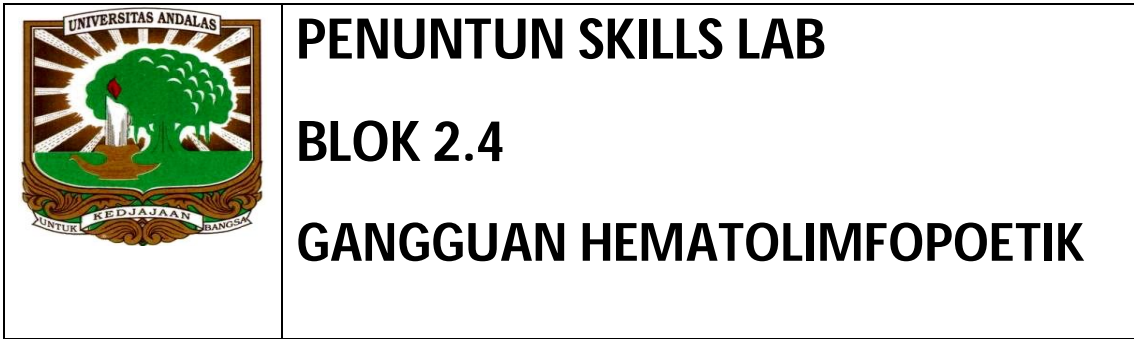 UNIVERSITAS ANDALAS
UNTUK KEDJAJAAN BANGSA
PENUNTUN SKILLS LAB
BLOK 2.4
GANGGUAN HEMATOLIMFOPOETIK